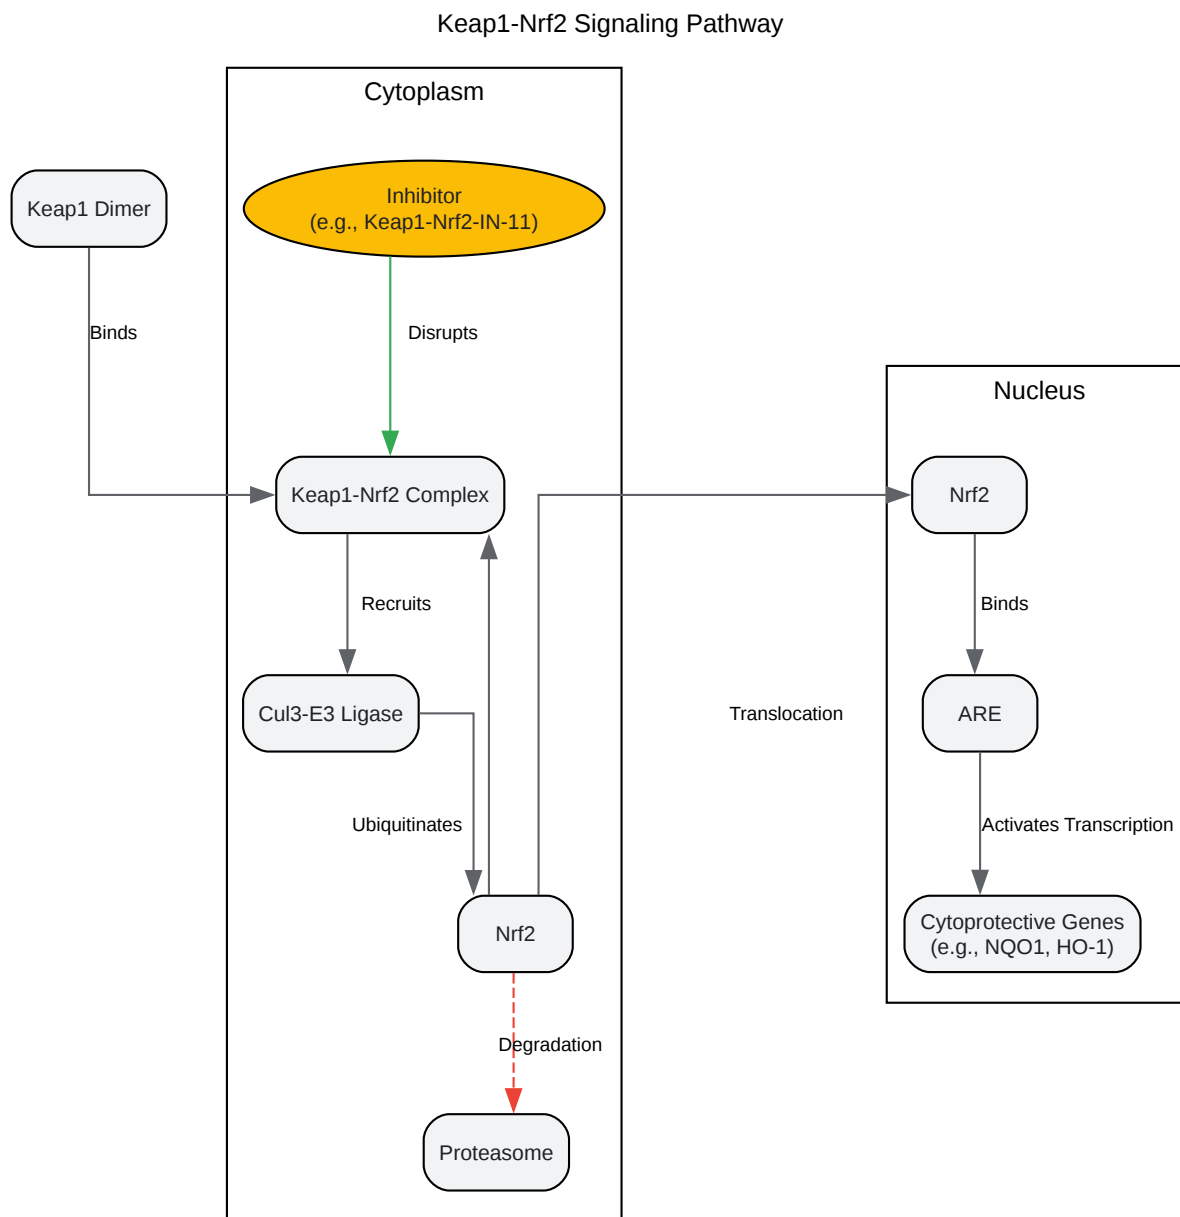 Keap1-Nrf2 Signaling Pathway
Cytoplasm
Keap1 Dimer
Inhibitor
(e.g., Keap1-Nrf2-IN-11)
Binds
Disrupts
Nucleus
Keap1-Nrf2 Complex
Nrf2
Recruits
Binds
Cul3-E3 Ligase
Translocation
ARE
Ubiquitinates
Activates Transcription
Nrf2
Cytoprotective Genes
(e.g., NQO1, HO-1)
Degradation
Proteasome